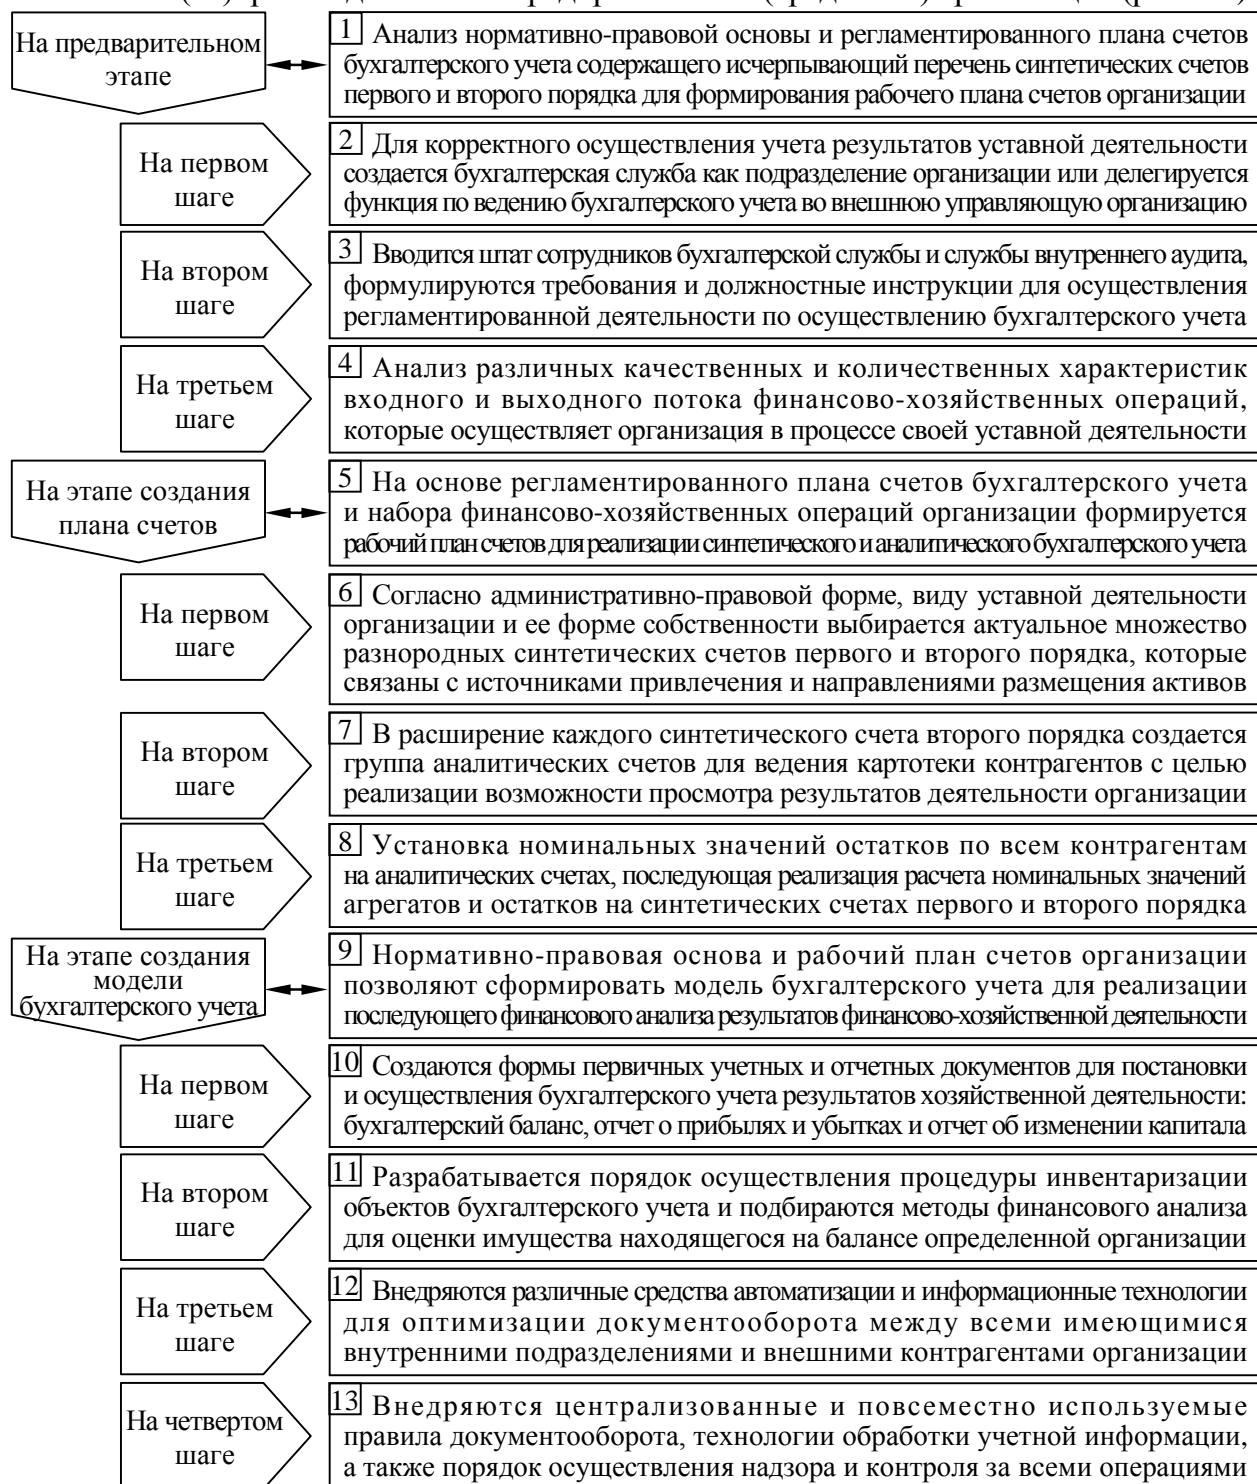 На предварительном
этапе
1 Анализ нормативно-правовой основы и регламентированного плана счетов
бухгалтерского учета содержащего исчерпывающий перечень синтетических счетов
первого и второго порядка для формирования рабочего плана счетов организации
На первом
шаге
2 Для корректного осуществления учета результатов уставной деятельности
создается бухгалтерская служба как подразделение организации или делегируется
функция по ведению бухгалтерского учета во внешнюю управляющую организацию
На втором
шаге
3 Вводится штат сотрудников бухгалтерской службы и службы внутреннего аудита,
формулируются требования и должностные инструкции для осуществления
регламентированной деятельности по осуществлению бухгалтерского учета
На третьем
шаге
4 Анализ различных качественных и количественных характеристик
входного и выходного потока финансово-хозяйственных операций,
которые осуществляет организация в процессе своей уставной деятельности
На этапе создания
плана счетов
5 На основе регламентированного плана счетов бухгалтерского учета
и набора финансово-хозяйственных операций организации формируется
рабочий план счетов для реализации синтетического и аналитического бухгалтерского учета
На первом
шаге
6 Согласно административно-правовой форме, виду уставной деятельности
организации и ее форме собственности выбирается актуальное множество
разнородных синтетических счетов первого и второго порядка, которые
связаны с источниками привлечения и направлениями размещения активов
На втором
шаге
7 В расширение каждого синтетического счета второго порядка создается
группа аналитических счетов для ведения картотеки контрагентов с целью
реализации возможности просмотра результатов деятельности организации
На третьем
шаге
8 Установка номинальных значений остатков по всем контрагентам
на аналитических счетах, последующая реализация расчета номинальных значений
агрегатов и остатков на синтетических счетах первого и второго порядка
На этапе создания
модели
бухгалтерского учета
9 Нормативно-правовая основа и рабочий план счетов организации
позволяют сформировать модель бухгалтерского учета для реализации
последующего финансового анализа результатов финансово-хозяйственной деятельности
На первом
шаге
10 Создаются формы первичных учетных и отчетных документов для постановки
и осуществления бухгалтерского учета результатов хозяйственной деятельности:
бухгалтерский баланс, отчет о прибылях и убытках и отчет об изменении капитала
На втором
шаге
11 Разрабатывается порядок осуществления процедуры инвентаризации
объектов бухгалтерского учета и подбираются методы финансового анализа
для оценки имущества находящегося на балансе определенной организации
На третьем
шаге
12 Внедряются различные средства автоматизации и информационные технологии
для оптимизации документооборота между всеми имеющимися
внутренними подразделениями и внешними контрагентами организации
На четвертом
шаге
13 Внедряются централизованные и повсеместно используемые
правила документооборота, технологии обработки учетной информации,
а также порядок осуществления надзора и контроля за всеми операциями